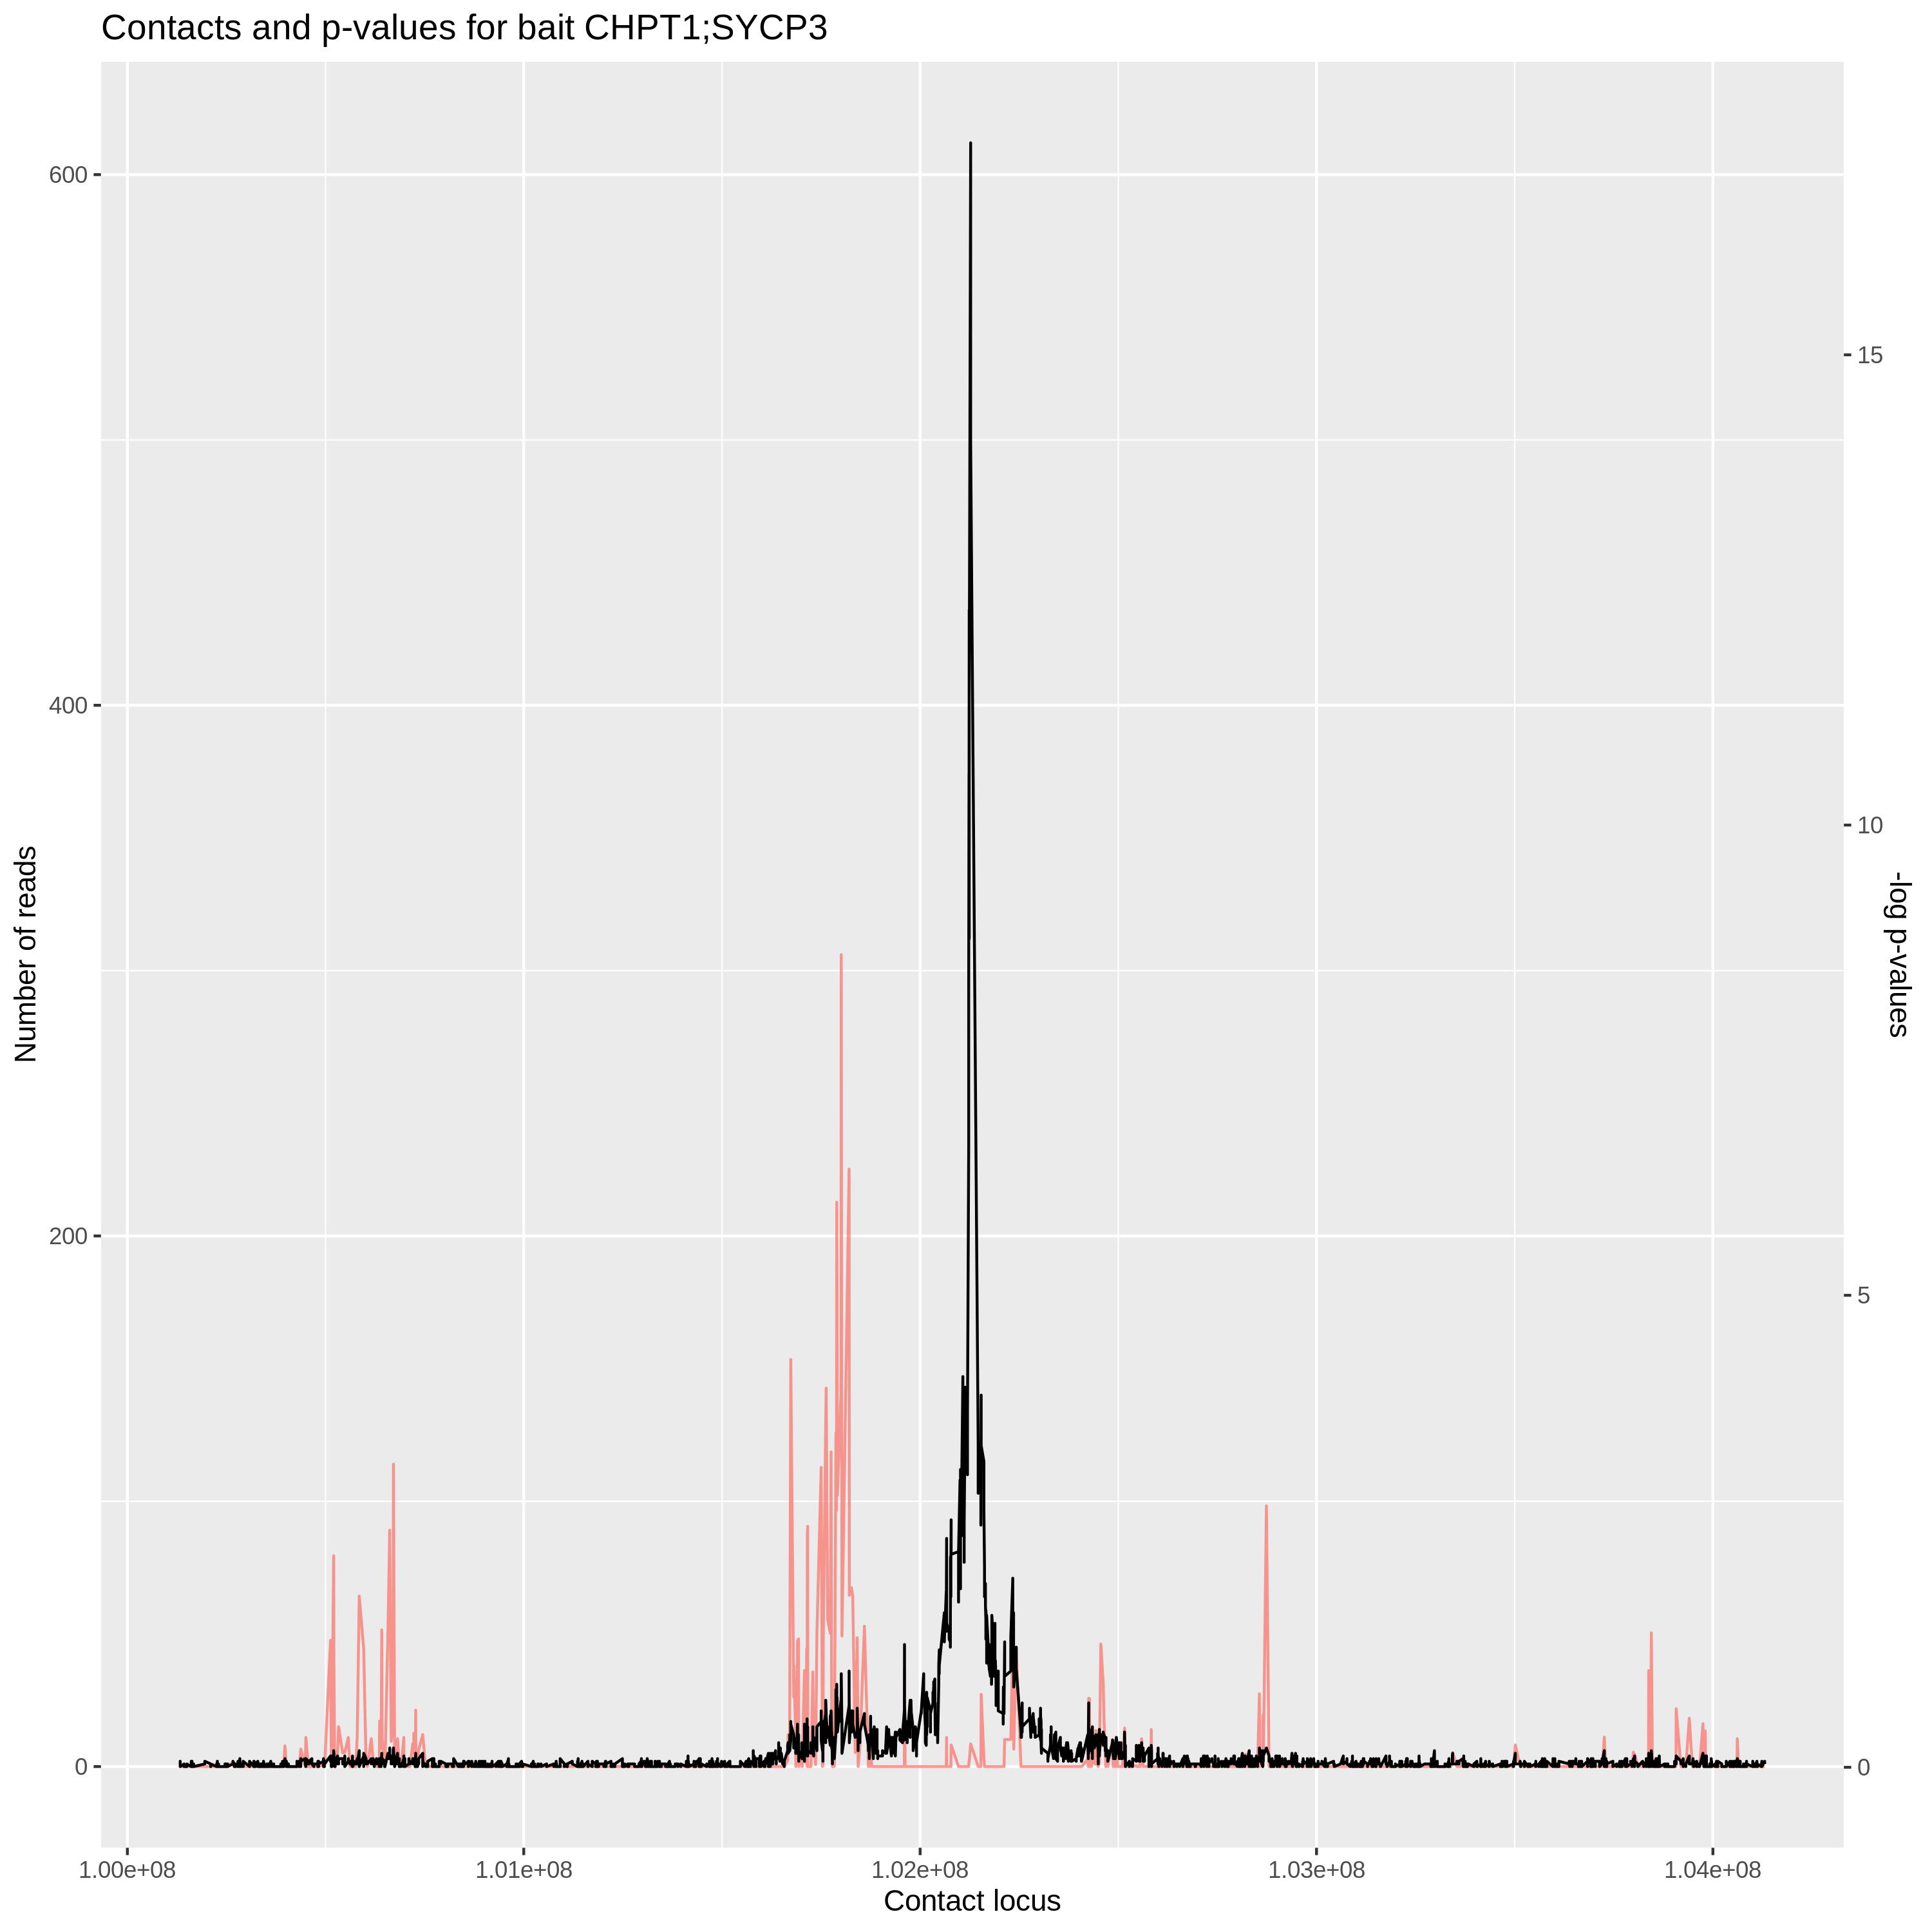 Contacts and p-values for bait CHPT1;SYCP3
600
400
200
0
Number of reads
15
10
5
0
-log p-values
1.00e+08 1.01e+08 1.02e+08 1.03e+08 1.04e+08
Contact locus